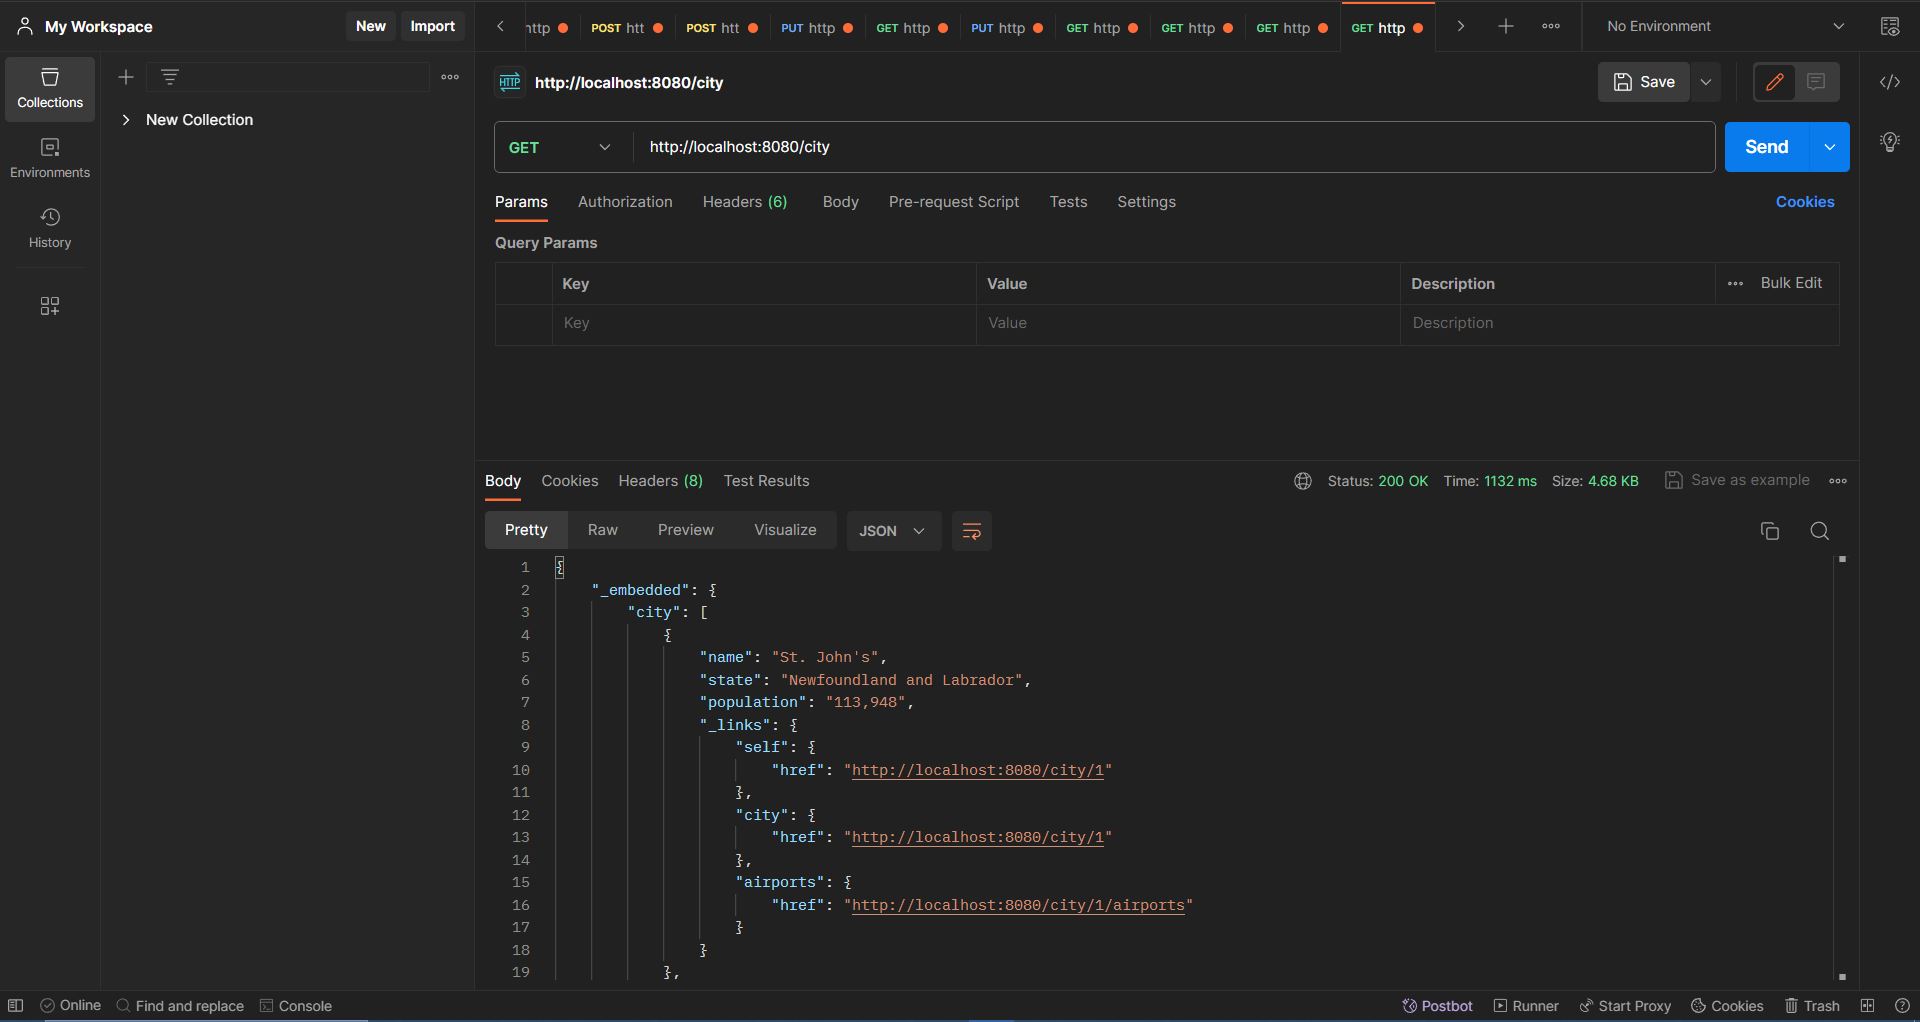 My Workspace
New
Import
ttp
POST htt
POST htt
PUT http
GET http
PUT http
GET http
GET http
GET http
GET http
No Environment
Collections
Environments
History
New Collection
HTTP http://localhost:8080/city
Save
GET
http://localhost:8080/city
Send
Params
Authorization
Headers (6)
Body
Pre-request Script
Tests
Settings
Cookies
Query Params
Key
Value
Description
Bulk Edit
Key
Value
Description
Body
Cookies
Headers (8)
Test Results
Status: 200 OK
Time: 1132 ms
Size: 4.68 KB
Save as example
Pretty
Raw
Preview
Visualize
JSON
1 {
2 "_embedded": {
3 "city": [
4 {
5 "name": "St. John's",
6 "state": "Newfoundland and Labrador",
7 "population": "113,948",
8 "_links": {
9 "self": {
10 "href": "http://localhost:8080/city/1"
11 },
12 "city": {
13 "href": "http://localhost:8080/city/1"
14 },
15 "airports": {
16 "href": "http://localhost:8080/city/1/airports"
17 }
18 }
19 },
Online
Find and replace
Console
Postbot
Runner
Start Proxy
Cookies
Trash